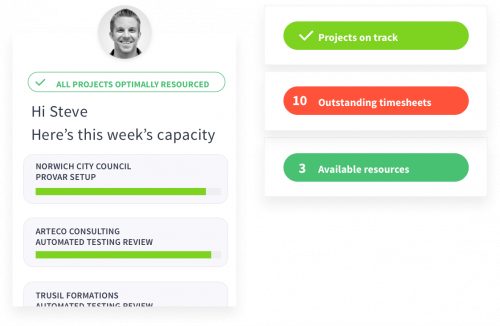 ALL PROJECTS OPTIMALLY RESOURCED
Hi Steve
Here's this week's capacity
NORWICH CITY COUNCIL
PROVAR SETUP
ARTECO CONSULTING
AUTOMATED TESTING REVIEW
TRUSIL FORMATIONS
AUTOMATED TESTING REVIEW
Projects on track
10 Outstanding timesheets
3 Available resources